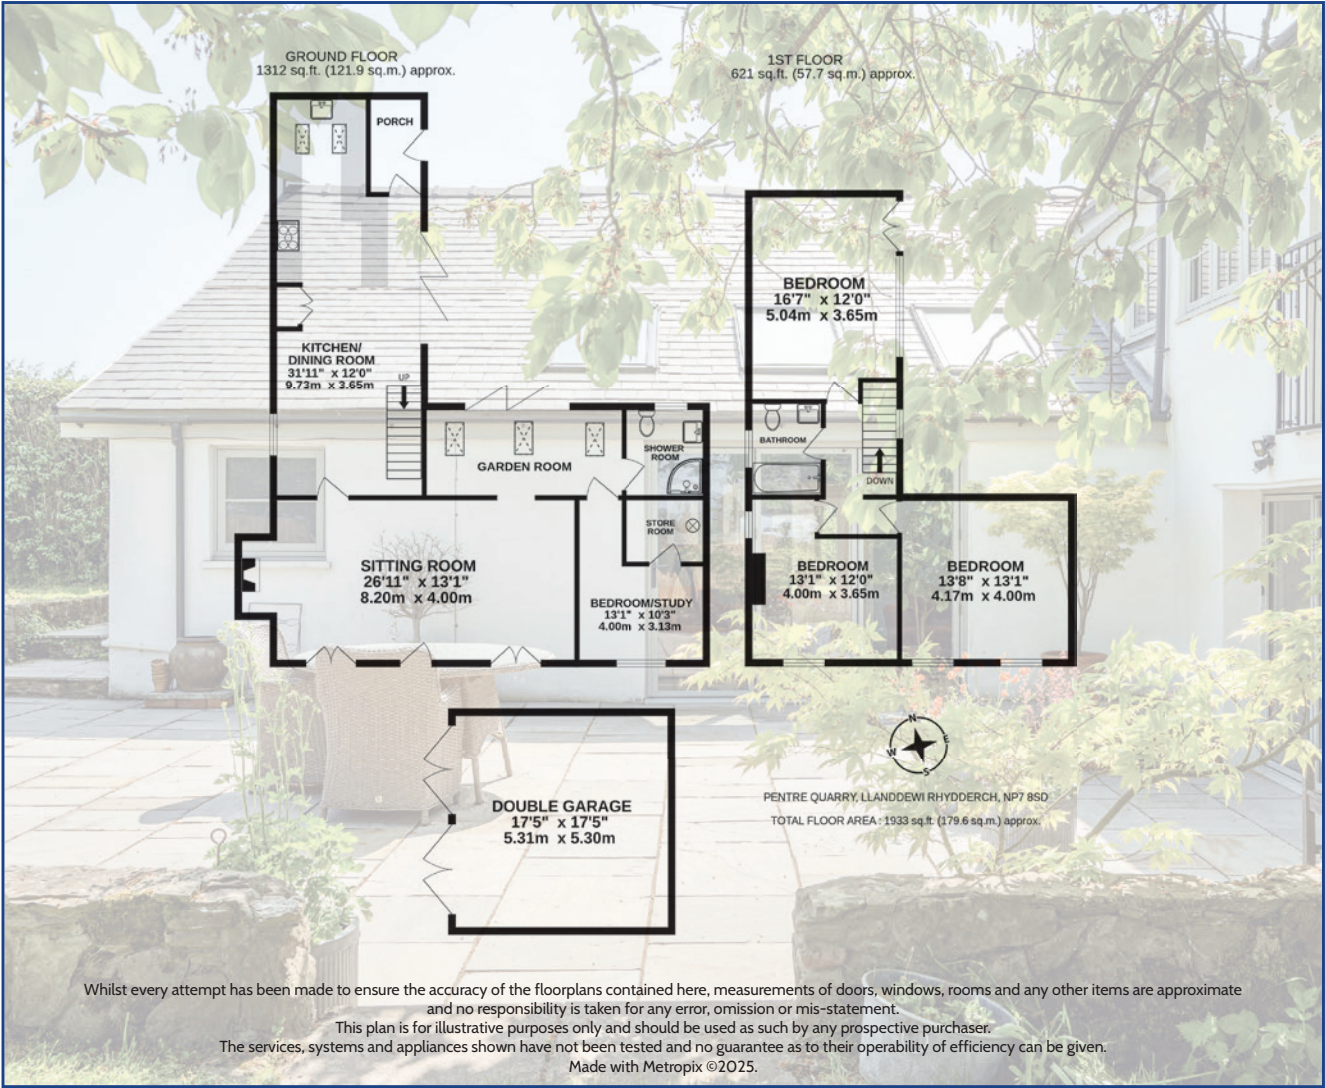 GROUND FLOOR
1312 sq.ft. (121.9 sq.m.) approx.
1ST FLOOR
621 sq.ft. (57.7 sq.m.) approx.
PORCH
KITCHEN/
DINING ROOM
31'11" x 12'0"
9.73m x 3.65m
UP
GARDEN ROOM
SHOWER
ROOM
STORE
ROOM
SITTING ROOM
26'11" x 13'1"
8.20m x 4.00m
BEDROOM/STUDY
13'1" x 10'3"
4.00m x 3.13m
BEDROOM
16'7" x 12'0"
5.04m x 3.65m
BATHROOM
DOWN
BEDROOM
13'1" x 12'0"
4.00m x 3.65m
BEDROOM
13'8" x 13'1"
4.17m x 4.00m
DOUBLE GARAGE
17'5" x 17'5"
5.31m x 5.30m
N
E
W
S
PENTRE QUARRY, LLANDDEWI RHYDDERCH, NP7 8SD
TOTAL FLOOR AREA : 1933 sq.ft. (179.6 sq.m.) approx.
Whilst every attempt has been made to ensure the accuracy of the floorplans contained here, measurements of doors, windows, rooms and any other items are approximate
and no responsibility is taken for any error, omission or mis-statement.
This plan is for illustrative purposes only and should be used as such by any prospective purchaser.
The services, systems and appliances shown have not been tested and no guarantee as to their operability of efficiency can be given.
Made with Metropix ©2025.